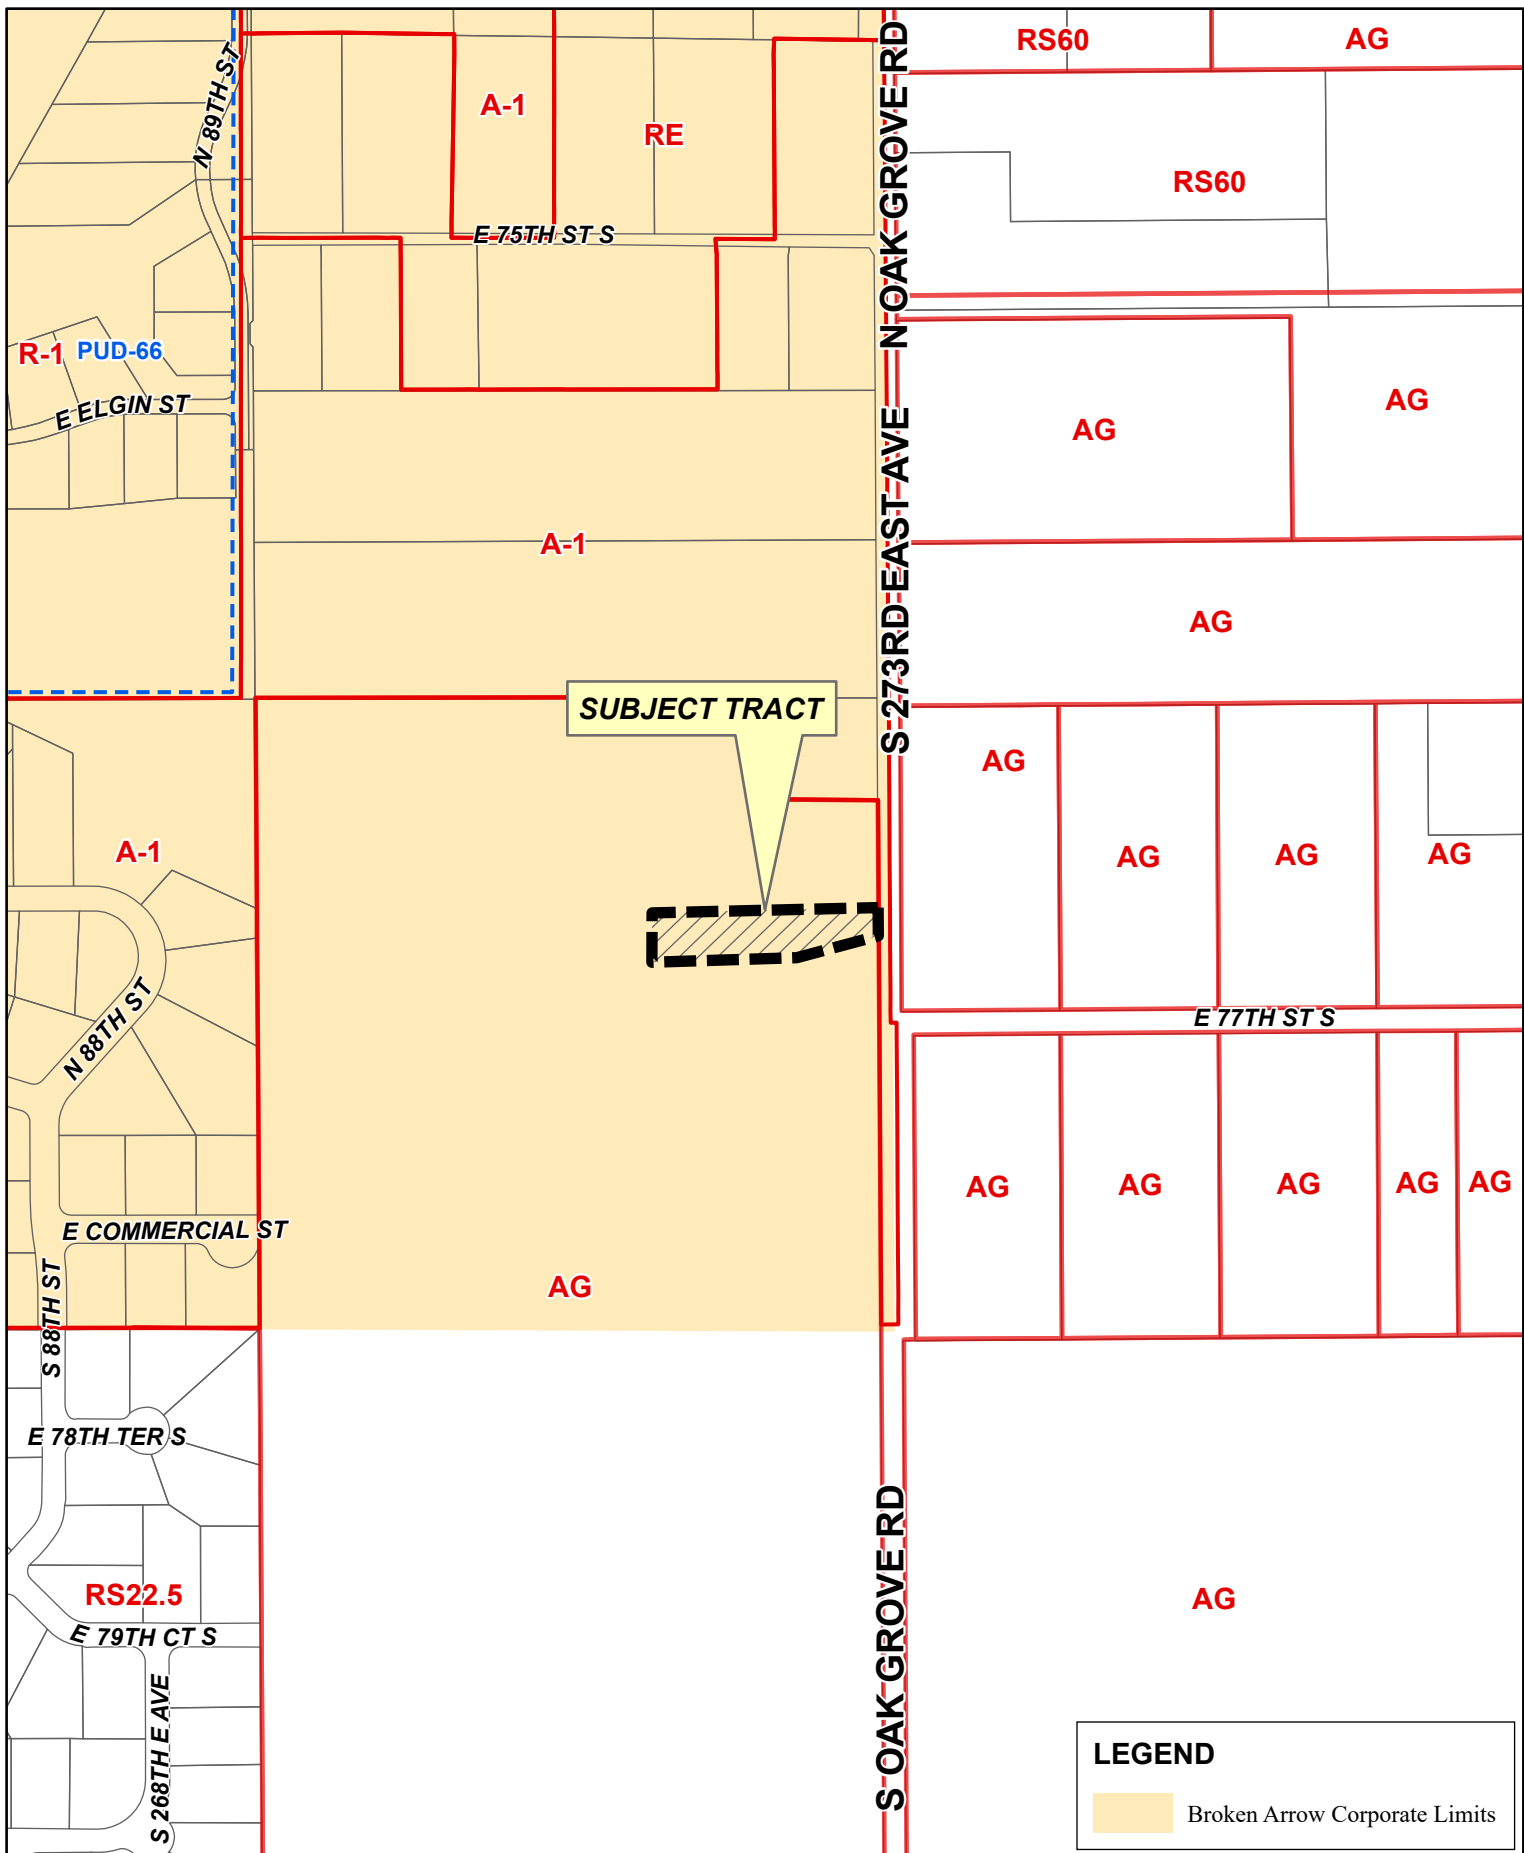 RS60
AG
N 89TH ST
A-1
RE
N OAK GROVE RD
RS60
E 75TH ST S
R-1
PUD-66
E ELGIN ST
AG
AG
S 273RD EAST AVE
A-1
AG
SUBJECT TRACT
AG
A-1
AG
AG
AG
N 88TH ST
E 77TH ST S
AG
AG
AG
AG
AG
E COMMERCIAL ST
AG
S 88TH ST
E 78TH TER S
S OAK GROVE RD
RS22.5
AG
E 79TH CT S
S 268TH E AVE
LEGEND
Broken Arrow Corporate Limits